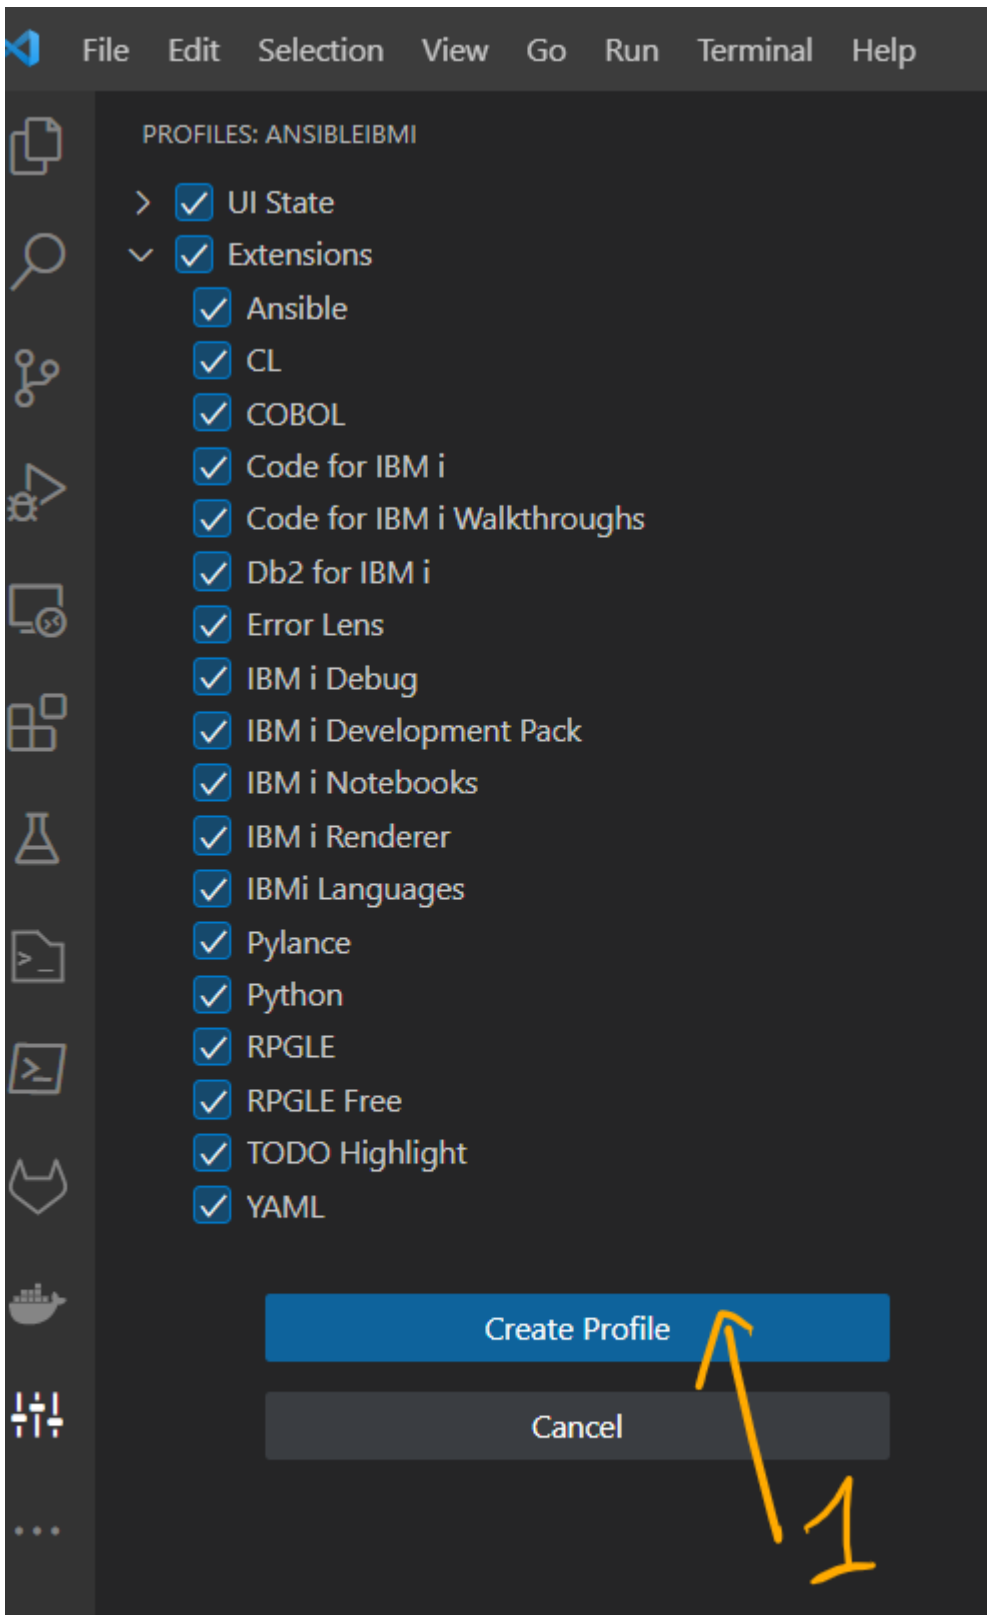 File Edit Selection View Go Run Terminal Help
PROFILES: ANSIBLEIBMI
UI State
Extensions
Ansible
CL
COBOL
Code for IBM i
Code for IBM i Walkthroughs
Db2 for IBM i
Error Lens
IBM i Debug
IBM i Development Pack
IBM i Notebooks
IBM i Renderer
IBMi Languages
Pylance
Python
RPGLE
RPGLE Free
TODO Highlight
YAML
Create Profile
Cancel
1